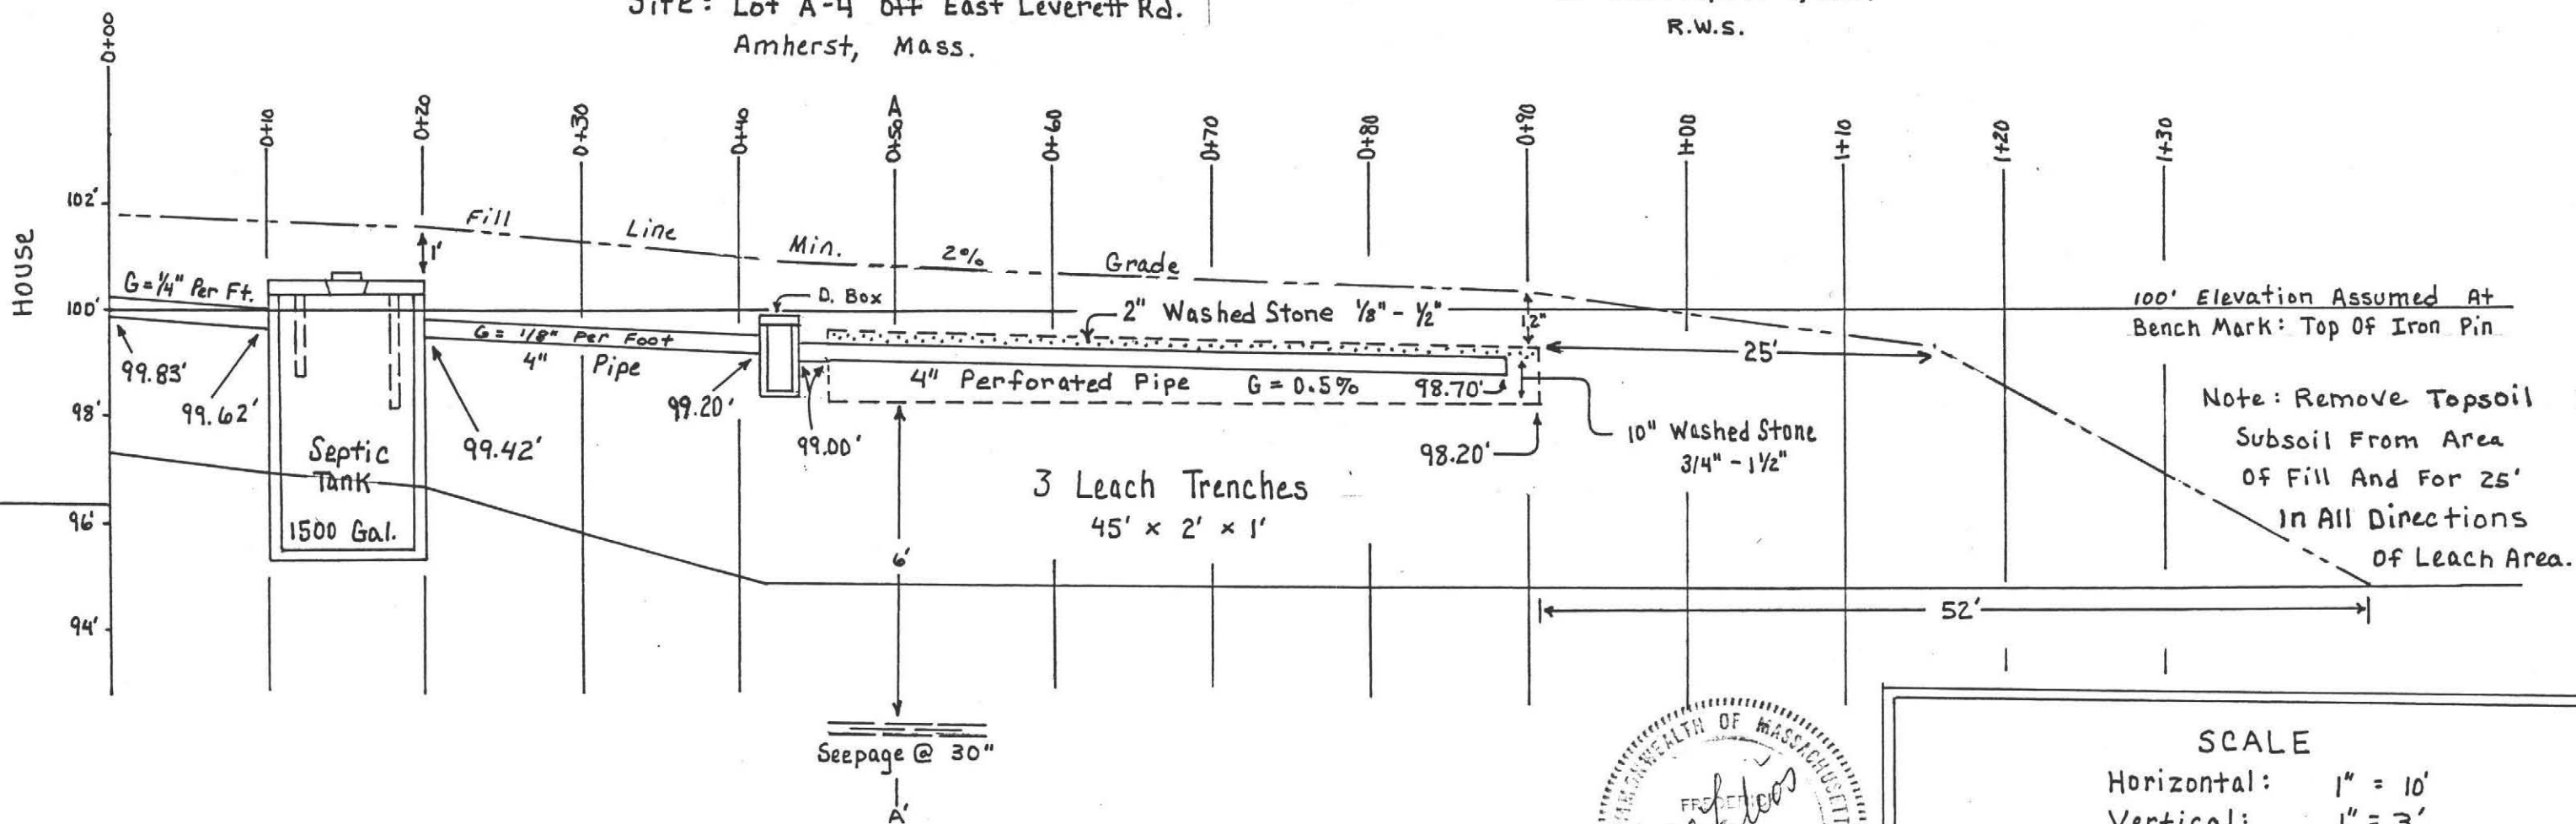 Site: Lot A-4 Off East Leverett Rd.
Amherst, Mass.
R.W.S.
0+00
0+10
0+20
0+30
0+40
A
0+50
0+60
0+70
0+80
0+90
1+00
1+10
1+20
1+30
HOUSE
102'
100'
98'
96'
94'
Fill Line Min. 2% Grade
1'
G=1/4" Per Ft.
D. Box
2" Washed Stone 1/8" - 1/2"
12"
100' Elevation Assumed At
Bench Mark: Top Of Iron Pin
G = 1/8" Per Foot
4" Pipe
25'
99.83'
99.62'
99.42'
99.20'
99.00'
4" Perforated Pipe G = 0.5%
98.70'
98.20'
10" Washed Stone
3/4" - 1 1/2"
Note: Remove Topsoil
Subsoil From Area
Of Fill And For 25'
In All Directions
Of Leach Area.
Septic
Tank
1500 Gal.
3 Leach Trenches
45' x 2' x 1'
6'
52'
Seepage @ 30"
A'
OF MASSACHUSETT
SCALE
Horizontal: 1" = 10'
Vertical: 1" = 3'